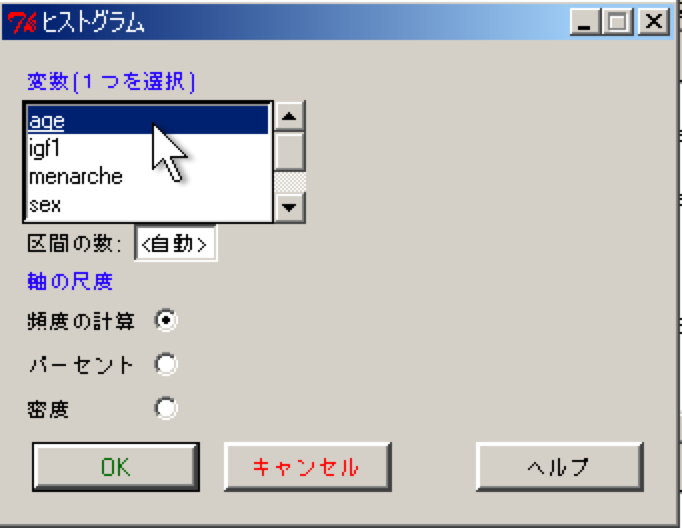 ヒストグラム
変数(1つを選択)
age
igf1
menarche
sex
区間の数: <自動>
軸の尺度
頻度の計算
パーセント
密度
OK キャンセル ヘルプ